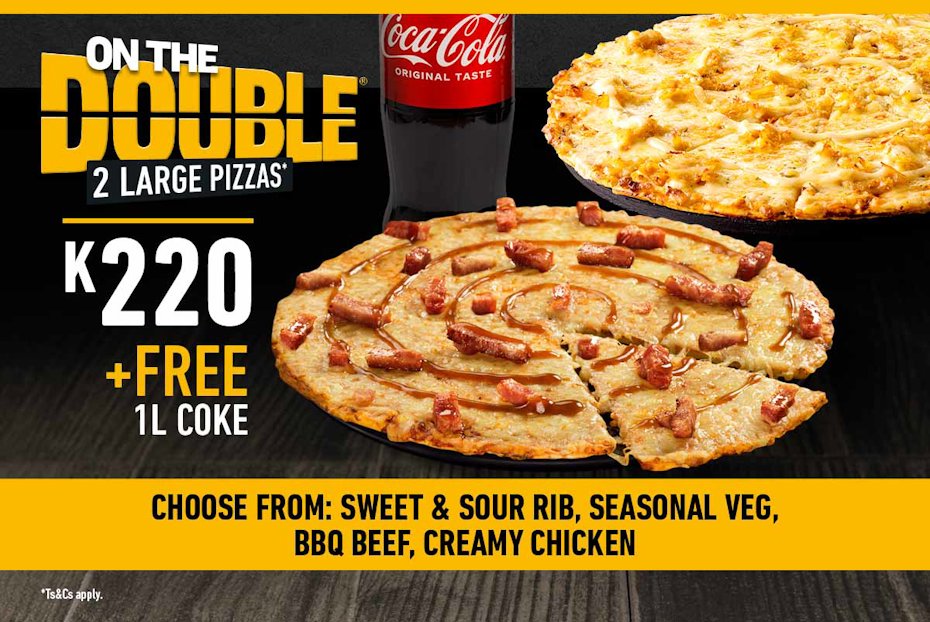 ON THE
DOUBLE®
2 LARGE PIZZAS*
K220
+FREE
1L COKE
Coca-Cola
ORIGINAL TASTE
CHOOSE FROM: SWEET & SOUR RIB, SEASONAL VEG,
BBQ BEEF, CREAMY CHICKEN
*Ts&Cs apply.